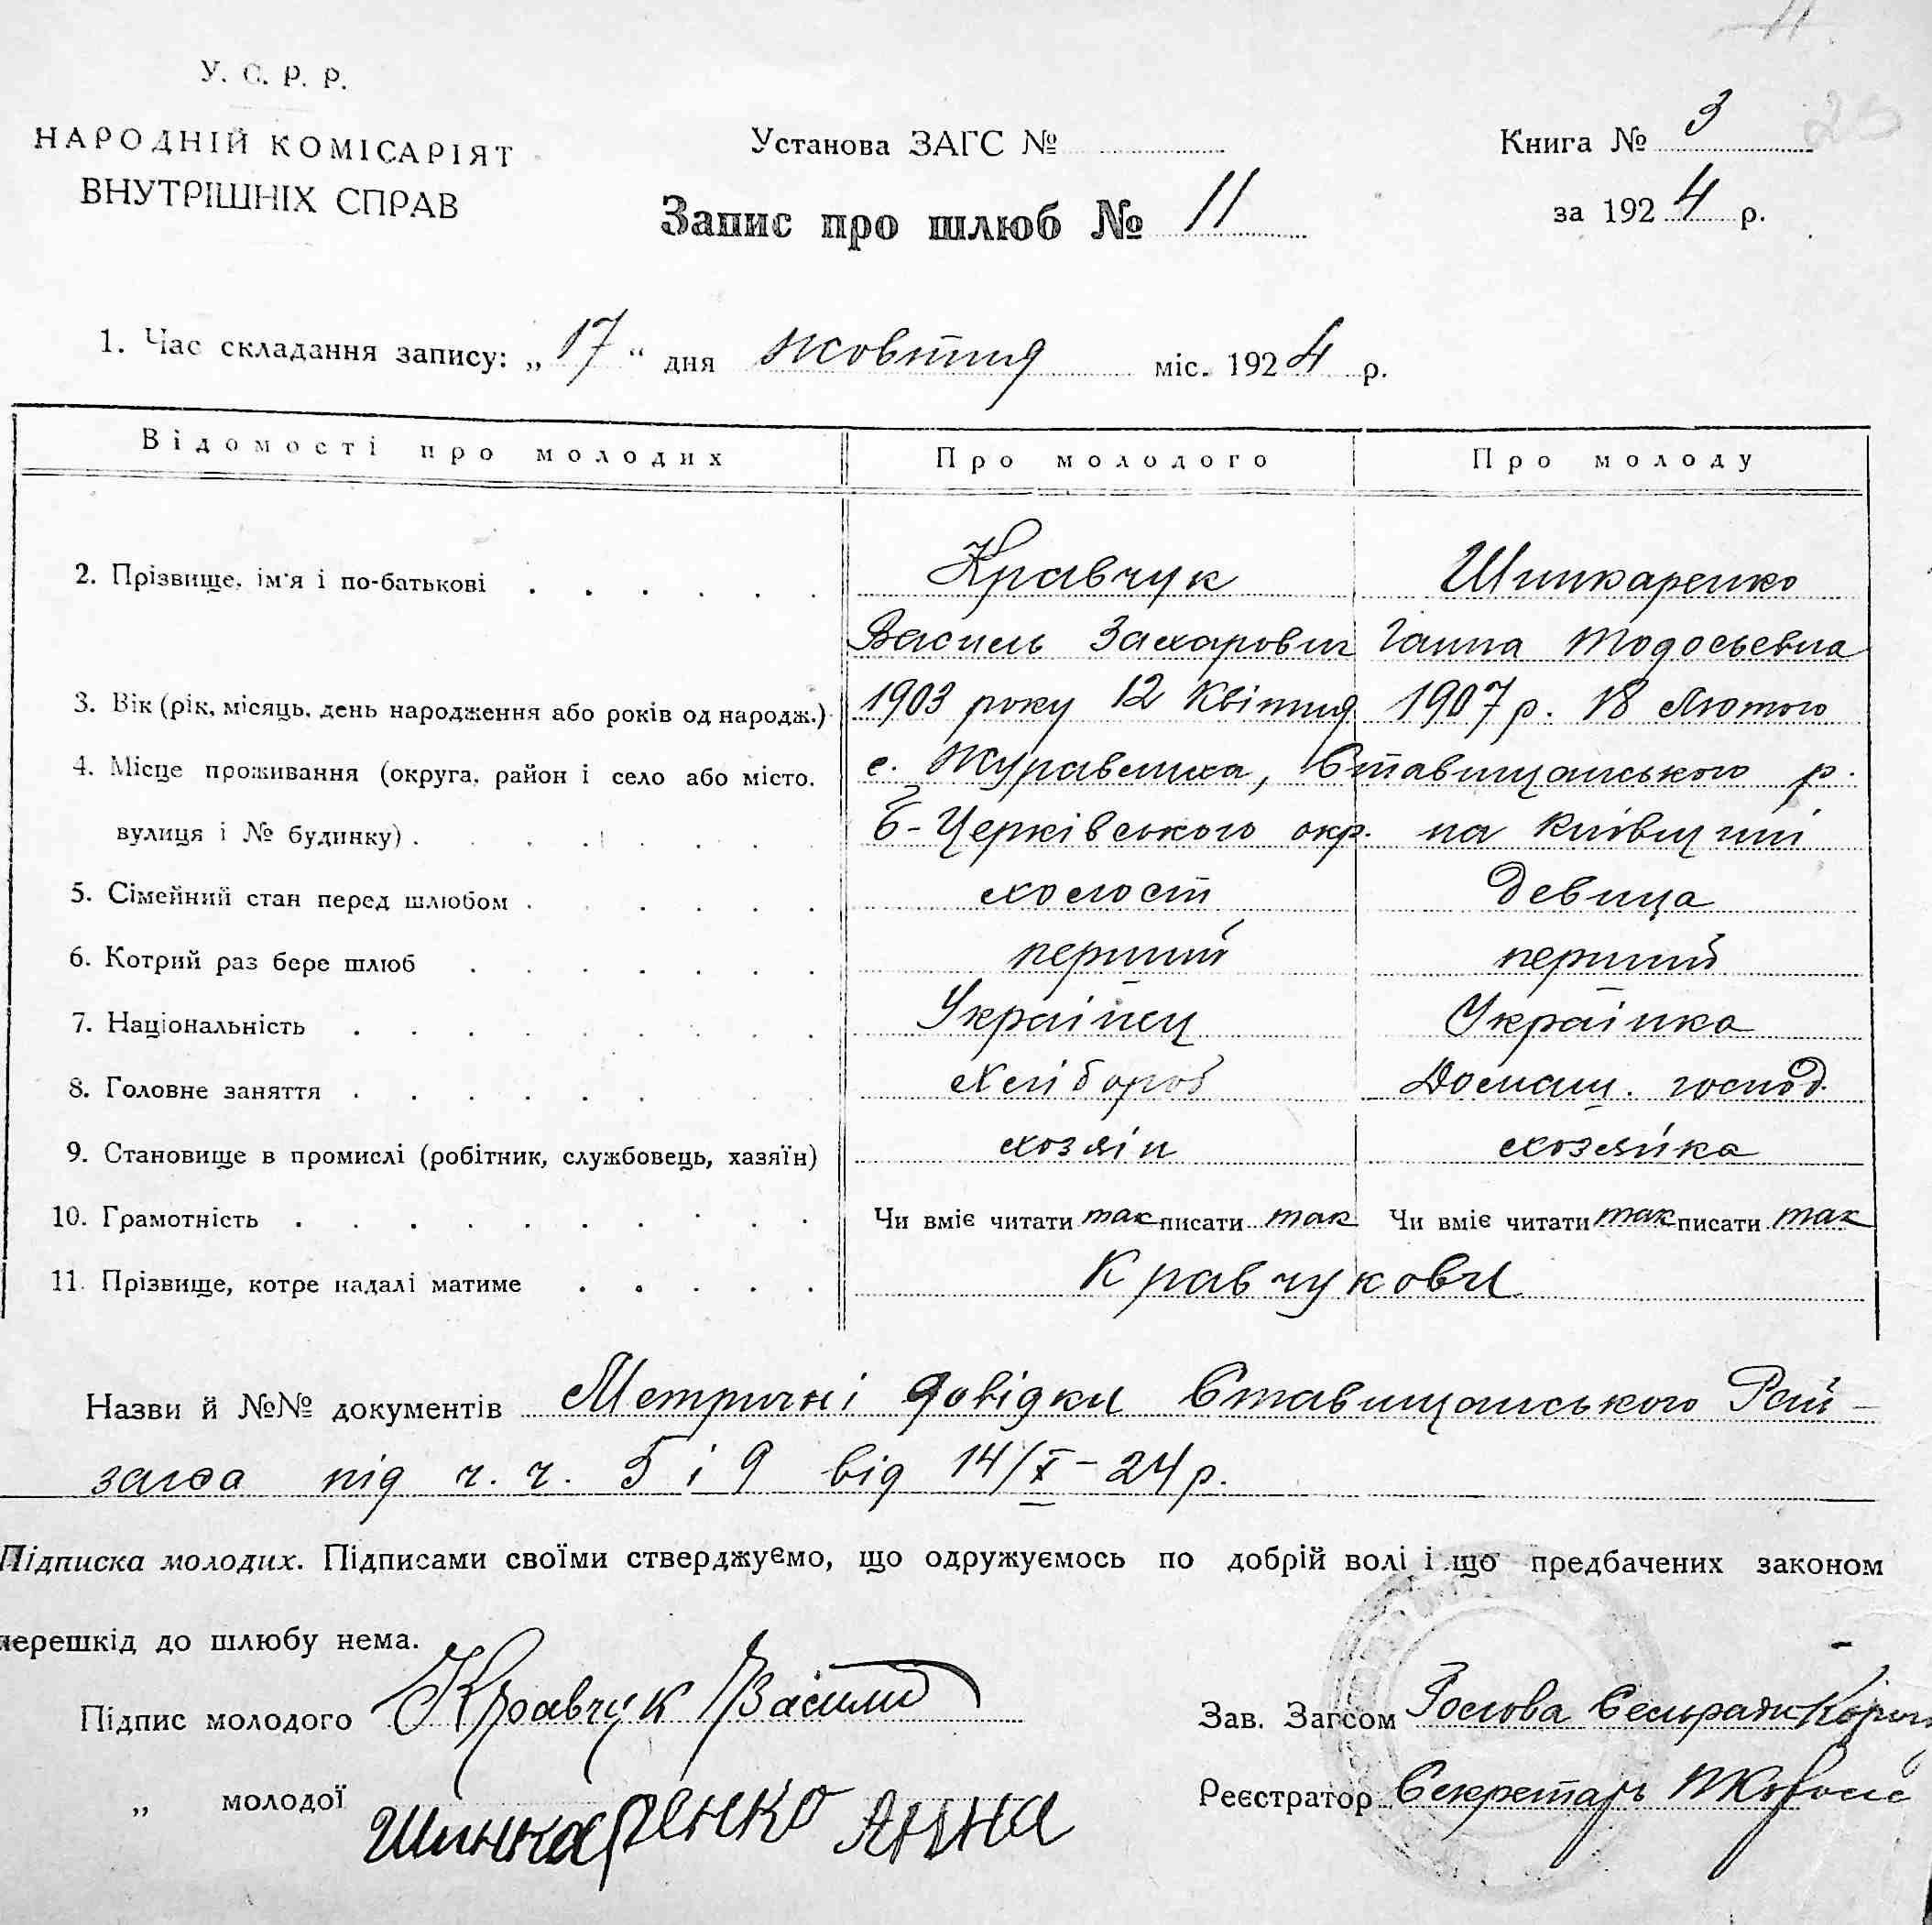 11.
У. С. Р. Р.
НАРОДНІЙ КОМІСАРІЯТ
ВНУТРІШНІХ СПРАВ
Установа ЗАГС №
Запис про шлюб № 11
Книга № 3
за 1924 р.
1. Час складання запису: „17“ дня жовтня міс. 1924 р.
Відомості про молодих Про молодого Про молоду
2. Прізвище, ім'я і по-батькові Кравчук Шинкаренко
Василь Захарович Ганна Тодосьевна
3. Вік (рік, місяць, день народження або років од народж.) 1903 року 12 Квітня 1907 р. 18 Лютого
4. Місце проживання (округа, район і село або місто, с. Журавлиха, Ставищанського р.
вулиця і № будинку) Б-Церківського окр. на Київщині
5. Сімейний стан перед шлюбом холост девица
6. Котрий раз бере шлюб перший перший
7. Національність Украінец Украінка
8. Головне заняття Хлібороб Домаш. господ.
9. Становище в промислі (робітник, службовець, хазяїн) хозяін хозяйка
10. Грамотність Чи вміє читати так писати так Чи вміє читати так писати так
11. Прізвище, котре надалі матиме Кравчукови
Назви й №№ документів Метричні довідки Ставищанського Рай-
загса під ч. ч. 5 і 9 від 14/X-24 р.
Підписка молодих. Підписами своїми стверджуємо, що одружуємось по добрій волі і що предбачених законом
перешкід до шлюбу нема.
Підпис молодого Кравчук Василь
„ молодої Шинкаренко Анна
Зав. Загсом Голова Сельради
Реєстратор Секретарь